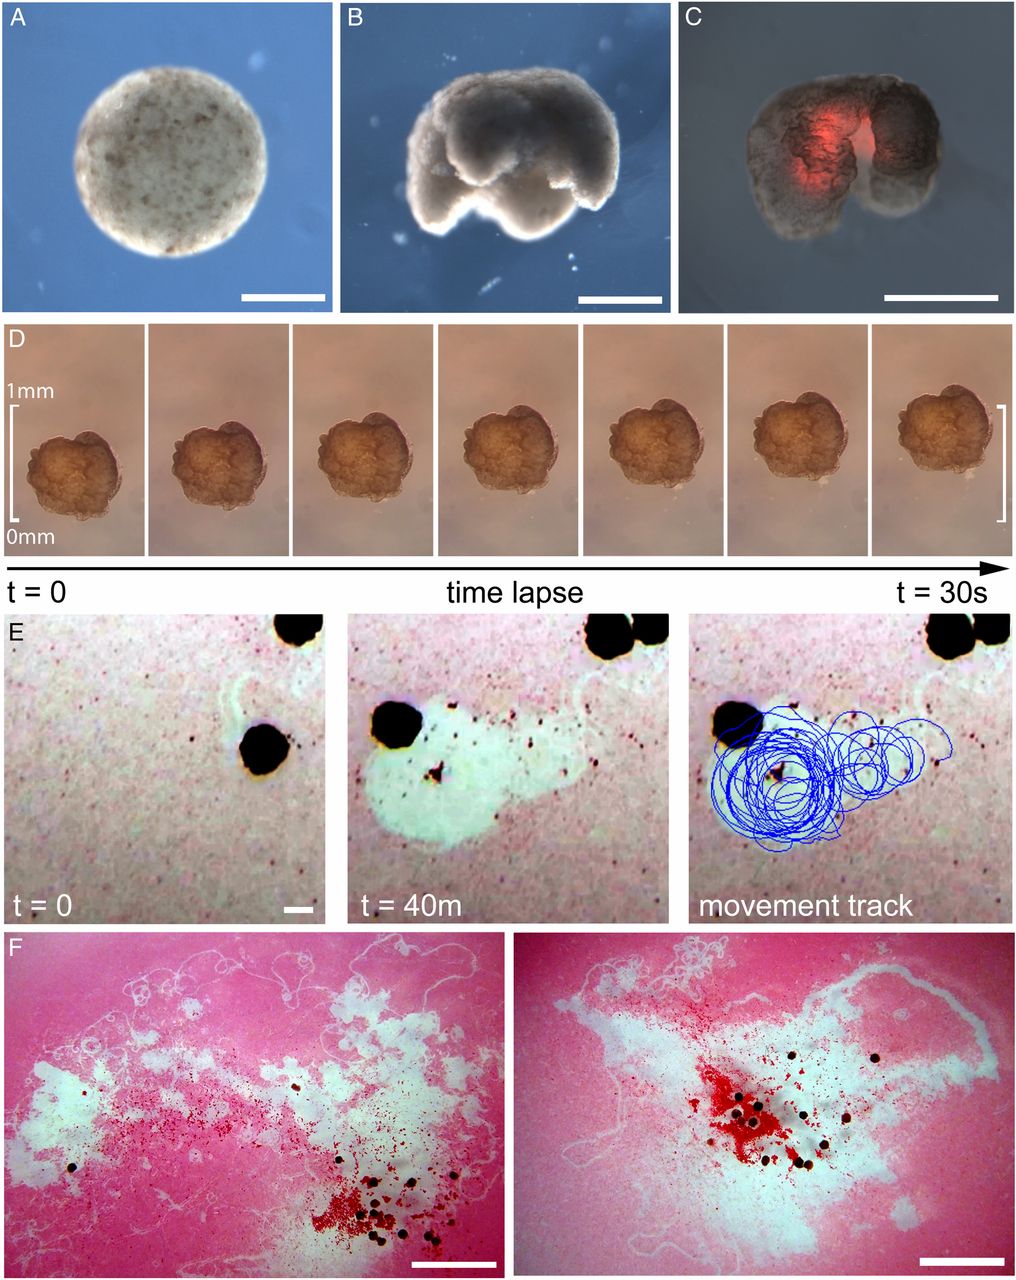 A
B
C
D
1mm
0mm
t = 0
time lapse
t = 30s
E
t = 0
t = 40m
movement track
F